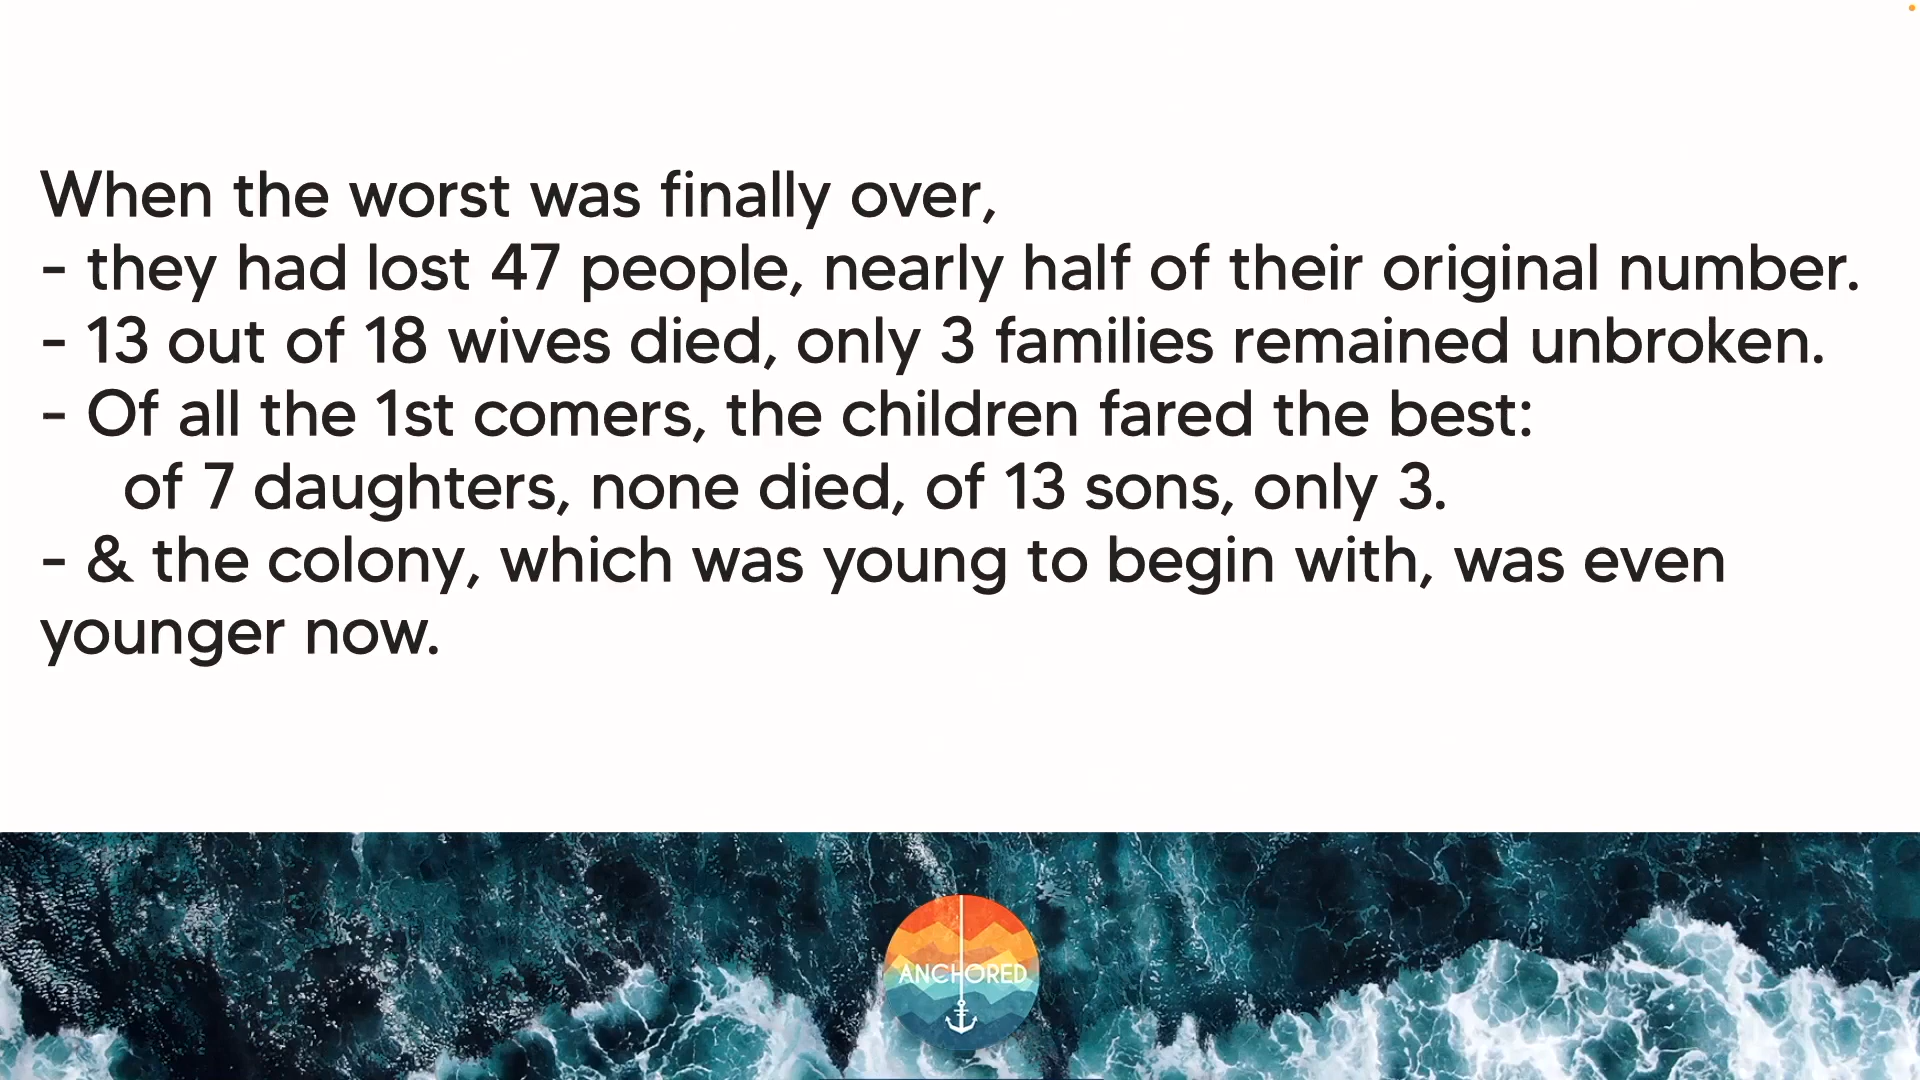 When the worst was finally over,
- they had lost 47 people, nearly half of their original number.
- 13 out of 18 wives died, only 3 families remained unbroken.
- Of all the 1st comers, the children fared the best:
of 7 daughters, none died, of 13 sons, only 3.
- & the colony, which was young to begin with, was even
younger now.
ANCHORED